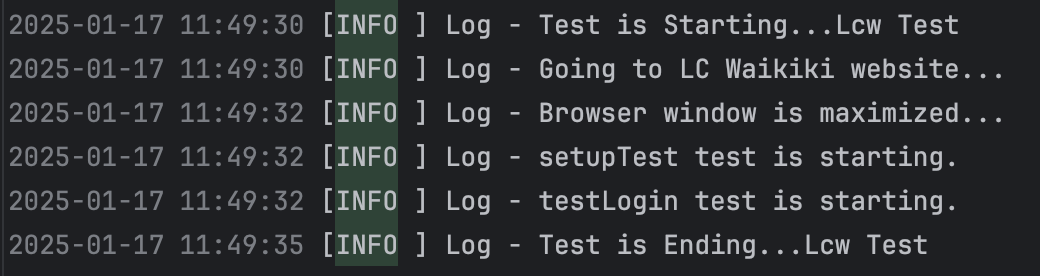 2025-01-17 11:49:30 [INFO ] Log - Test is Starting...Lcw Test
2025-01-17 11:49:30 [INFO ] Log - Going to LC Waikiki website...
2025-01-17 11:49:32 [INFO ] Log - Browser window is maximized...
2025-01-17 11:49:32 [INFO ] Log - setupTest test is starting.
2025-01-17 11:49:32 [INFO ] Log - testLogin test is starting.
2025-01-17 11:49:35 [INFO ] Log - Test is Ending...Lcw Test